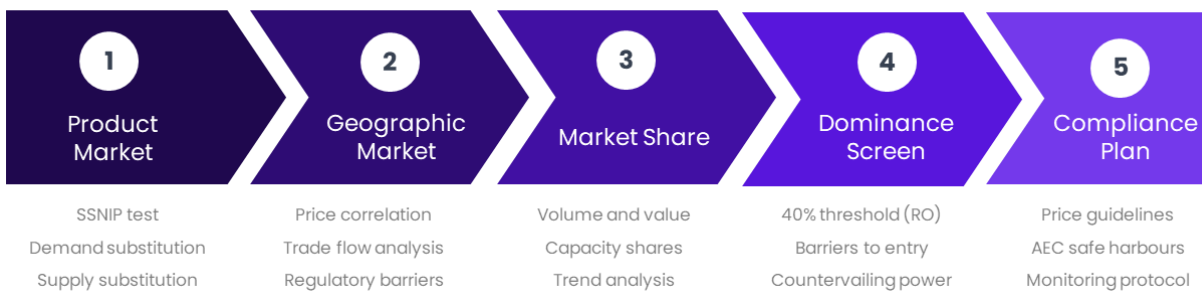 1
Product
Market
SSNIP test
Demand substitution
Supply substitution
2
Geographic
Market
Price correlation
Trade flow analysis
Regulatory barriers
3
Market Share
Volume and value
Capacity shares
Trend analysis
4
Dominance
Screen
40% threshold (RO)
Barriers to entry
Countervailing power
5
Compliance
Plan
Price guidelines
AEC safe harbours
Monitoring protocol